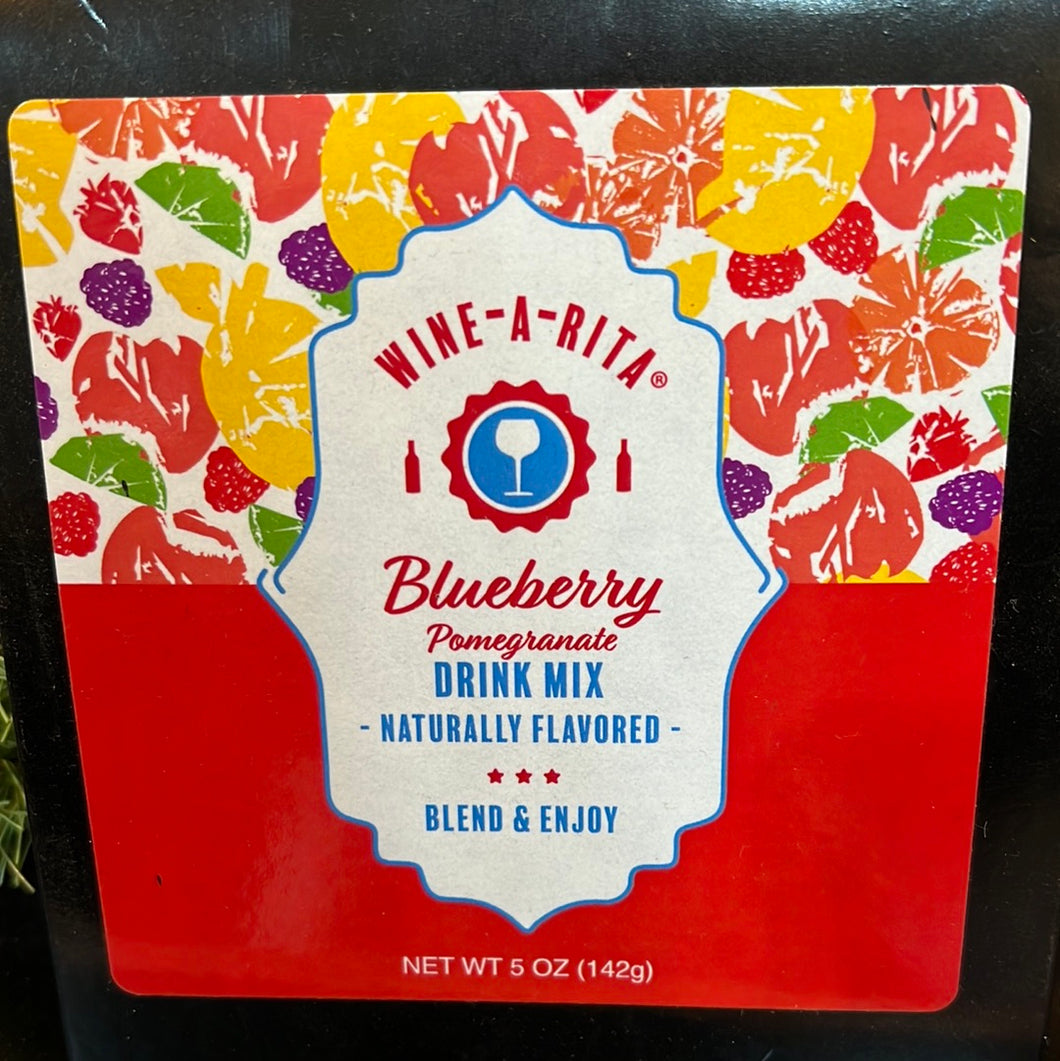 WINE-A-RITA®
Blueberry
Pomegranate
DRINK MIX
- NATURALLY FLAVORED -
BLEND & ENJOY
NET WT 5 OZ (142g)